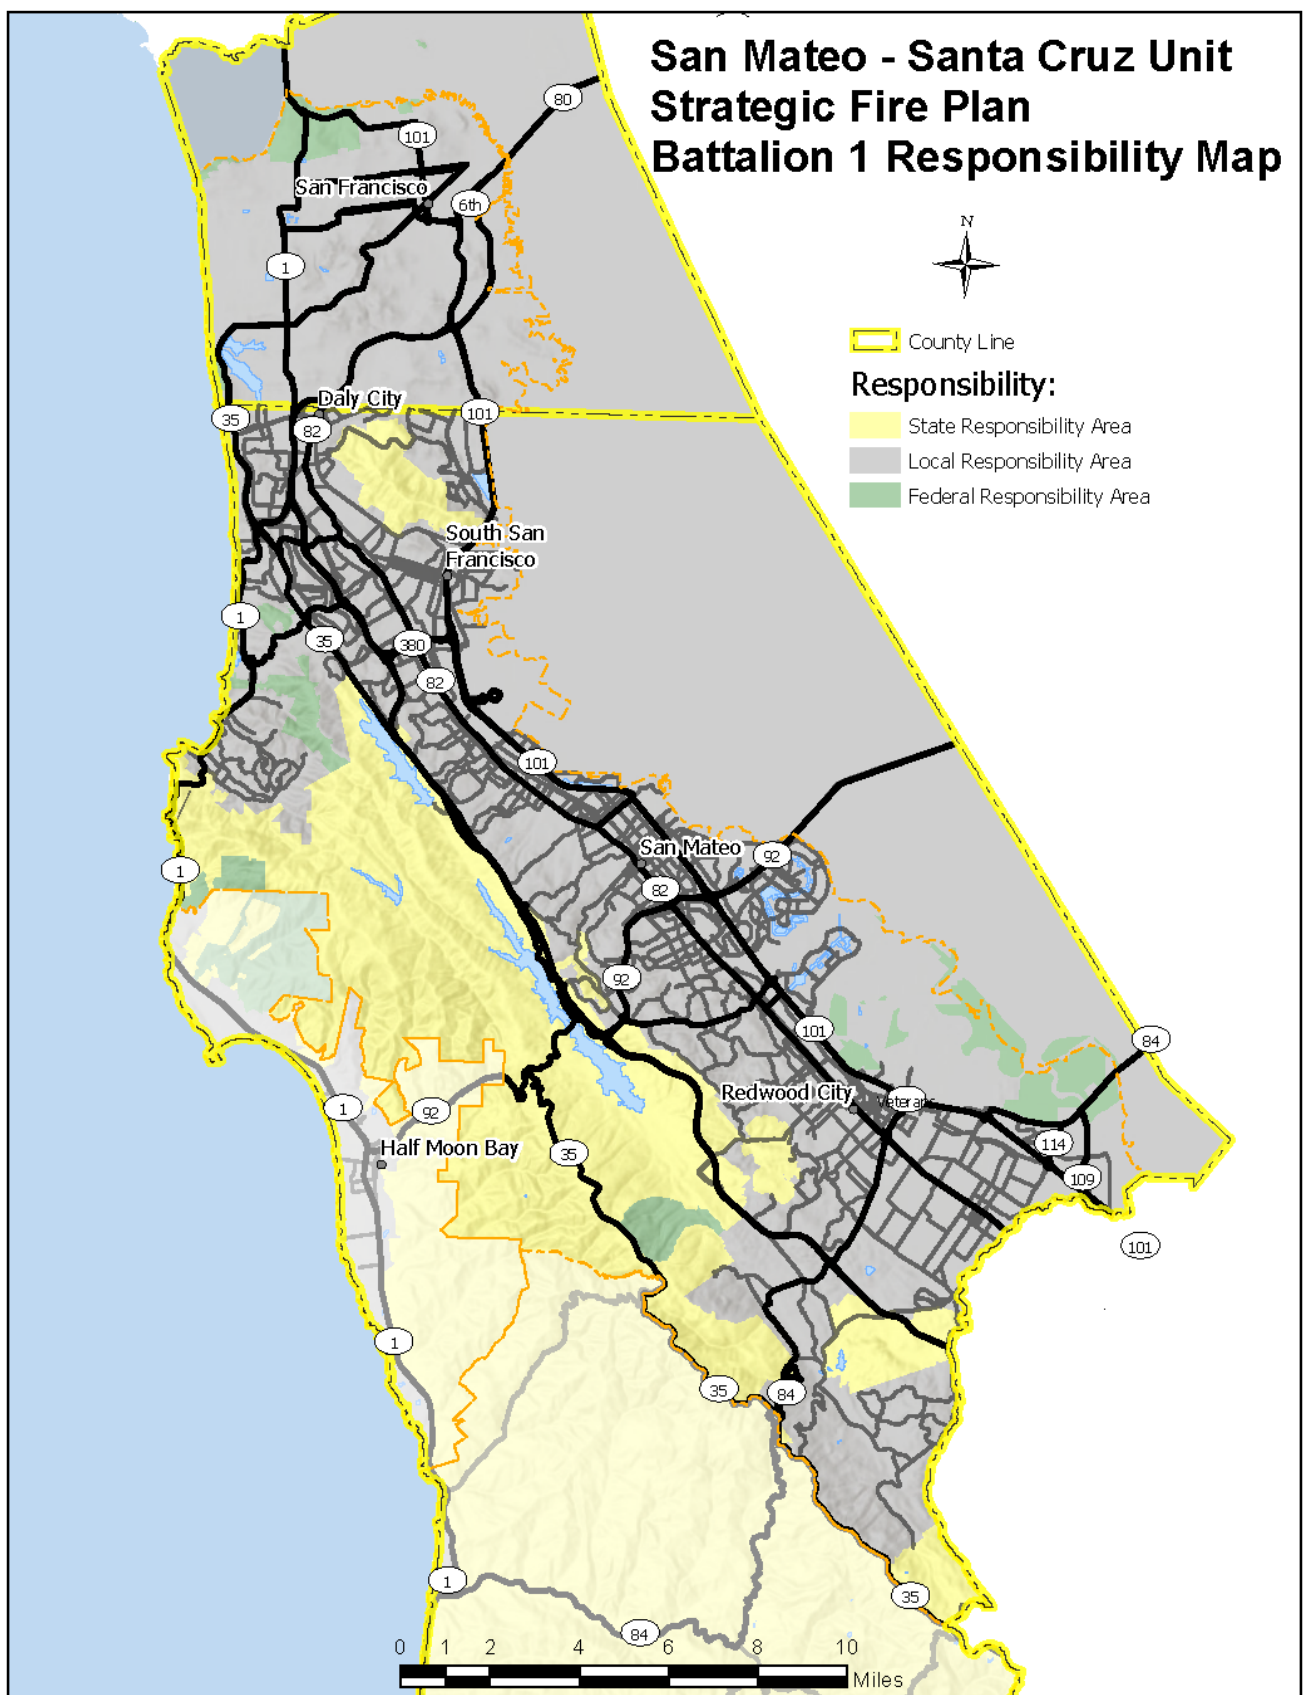 San Mateo - Santa Cruz Unit
Strategic Fire Plan
Battalion 1 Responsibility Map
80
101
San Francisco
6th
N
1
County Line
Responsibility:
State Responsibility Area
Local Responsibility Area
Federal Responsibility Area
Daly City
35
82
101
South San
Francisco
1
35
380
82
101
San Mateo
92
1
82
92
101
84
Redwood City
Veterans
1
92
114
Half Moon Bay
35
109
101
1
35
84
1
35
84
0 1 2 4 6 8 10
Miles